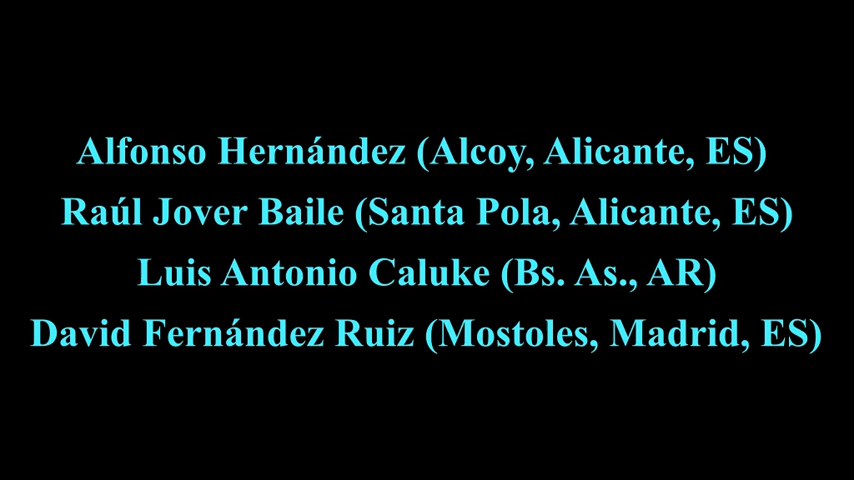 Alfonso Hernández (Alcoy, Alicante, ES)
Raúl Jover Baile (Santa Pola, Alicante, ES)
Luis Antonio Caluke (Bs. As., AR)
David Fernández Ruiz (Mostoles, Madrid, ES)